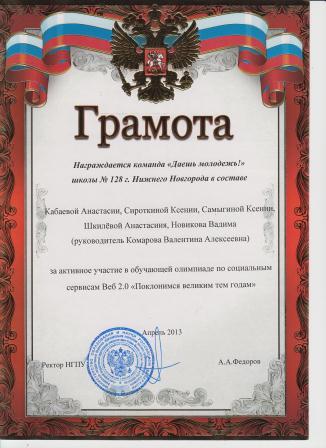 Грамота
Награждается команда «Даешь молодежь!»
школы № 128 г. Нижнего Новгорода в составе
Кабаевой Анастасии, Сироткиной Ксении, Самыгиной Ксении,
Шкилёвой Анастасия, Новикова Вадима
(руководитель Комарова Валентина Алексеевна)
за активное участие в обучающей олимпиаде по социальным
сервисам Веб 2.0 «Поклонимся великим тем годам»
Апрель 2013
Ректор НГПУ
А.А.Федоров